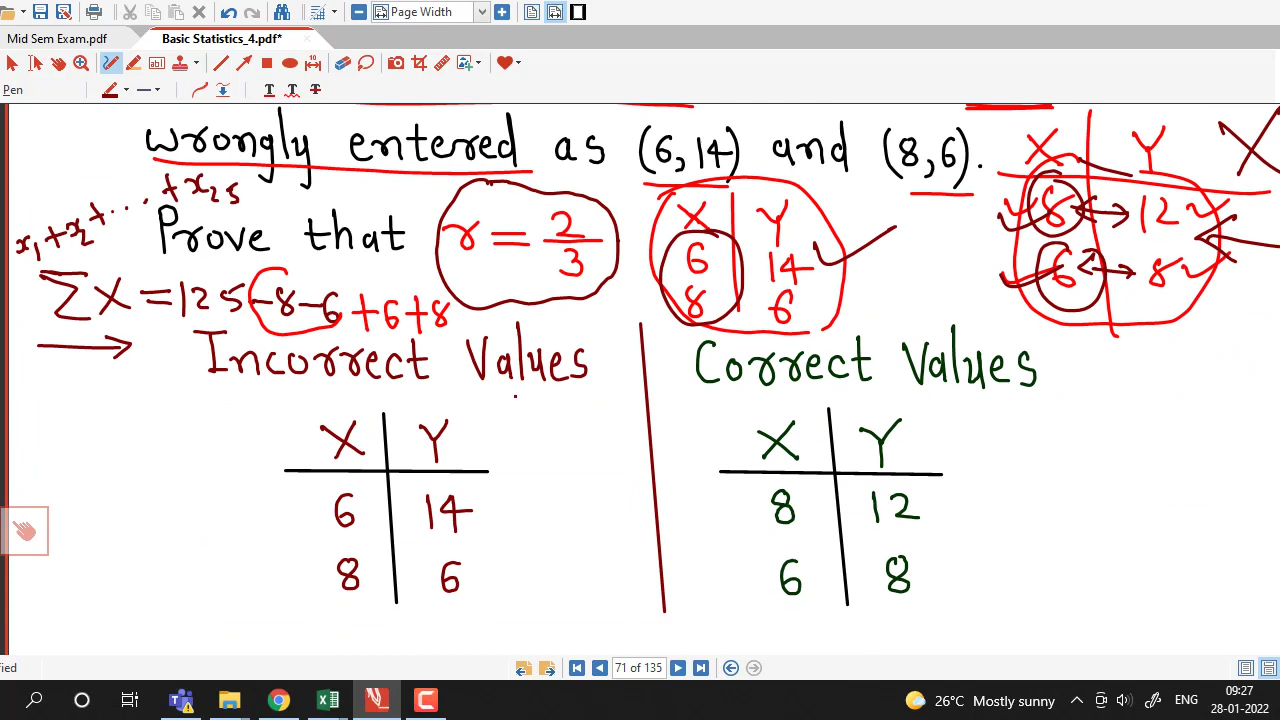 Page Width
Mid Sem Exam.pdf
Basic Statistics_4.pdf*
Pen
wrongly entered as (6,14) and (8,6).
x1+x2+...+x25
Prove that r = 2/3
X Y
6 14
8 6
X Y
8 12
6 8
X
∑X = 125 -8-6 +6+8
Incorrect Values
X Y
6 14
8 6
Correct Values
X Y
8 12
6 8
71 of 135
26°C Mostly sunny
ENG
09:27
28-01-2022